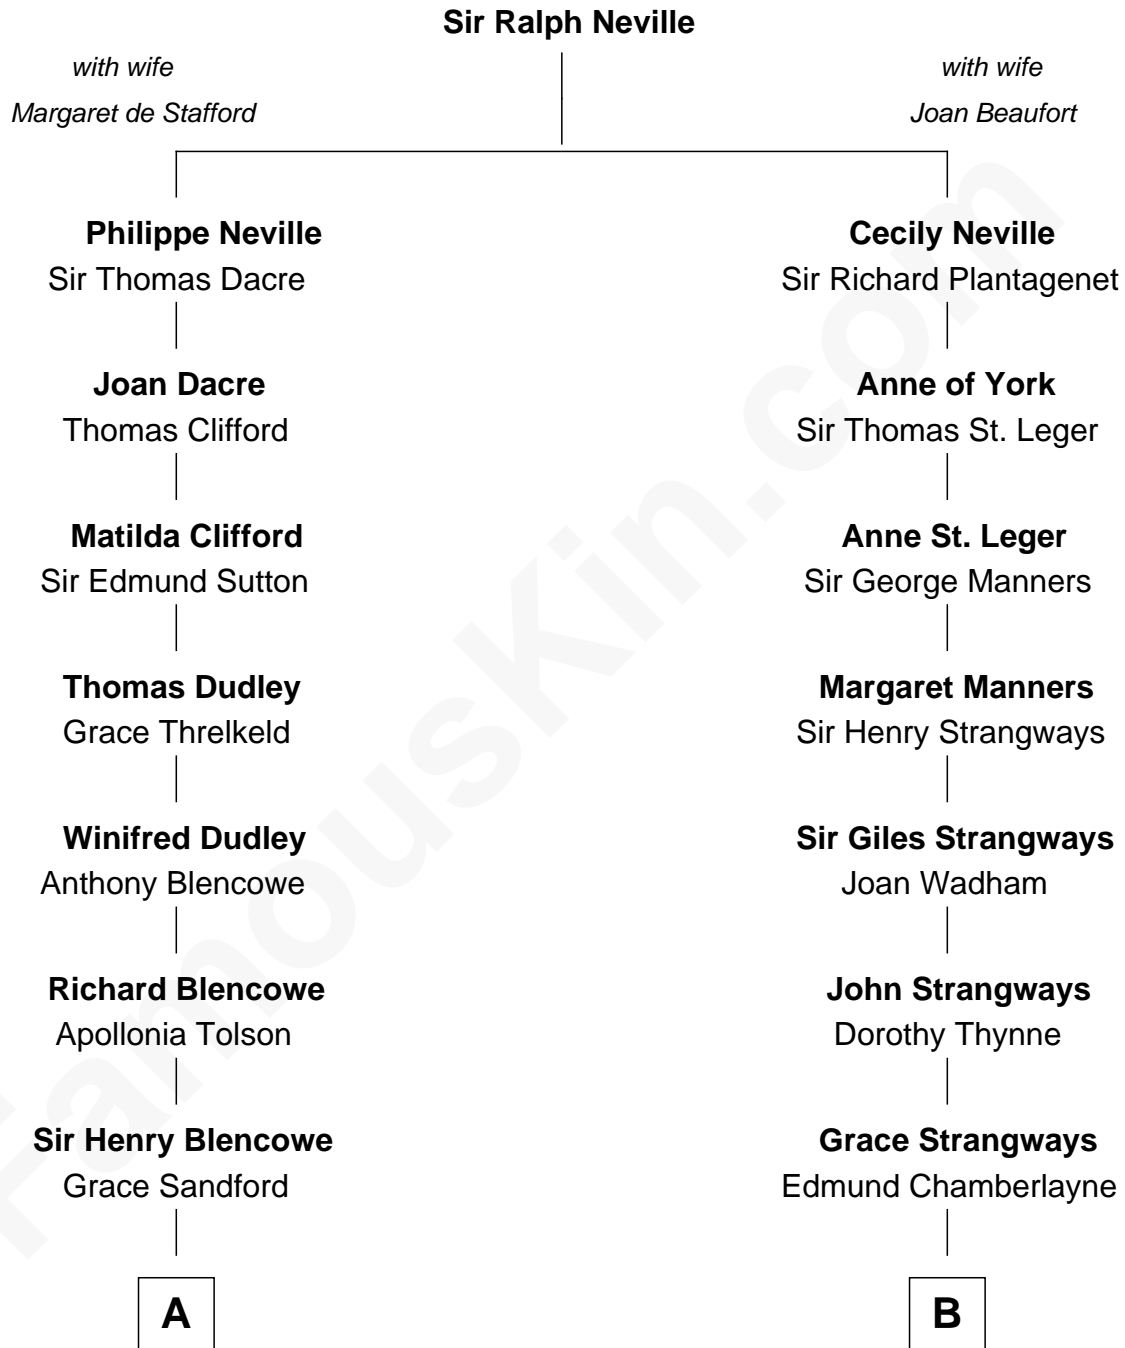 Sir Ralph Neville
with wife
Margaret de Stafford
with wife
Joan Beaufort
Philippe Neville
Sir Thomas Dacre
Cecily Neville
Sir Richard Plantagenet
Joan Dacre
Thomas Clifford
Anne of York
Sir Thomas St. Leger
Matilda Clifford
Sir Edmund Sutton
Anne St. Leger
Sir George Manners
Thomas Dudley
Grace Threlkeld
Margaret Manners
Sir Henry Strangways
Winifred Dudley
Anthony Blencowe
Sir Giles Strangways
Joan Wadham
Richard Blencowe
Apollonia Tolson
John Strangways
Dorothy Thynne
Sir Henry Blencowe
Grace Sandford
Grace Strangways
Edmund Chamberlayne
A
B
FamousKin.com